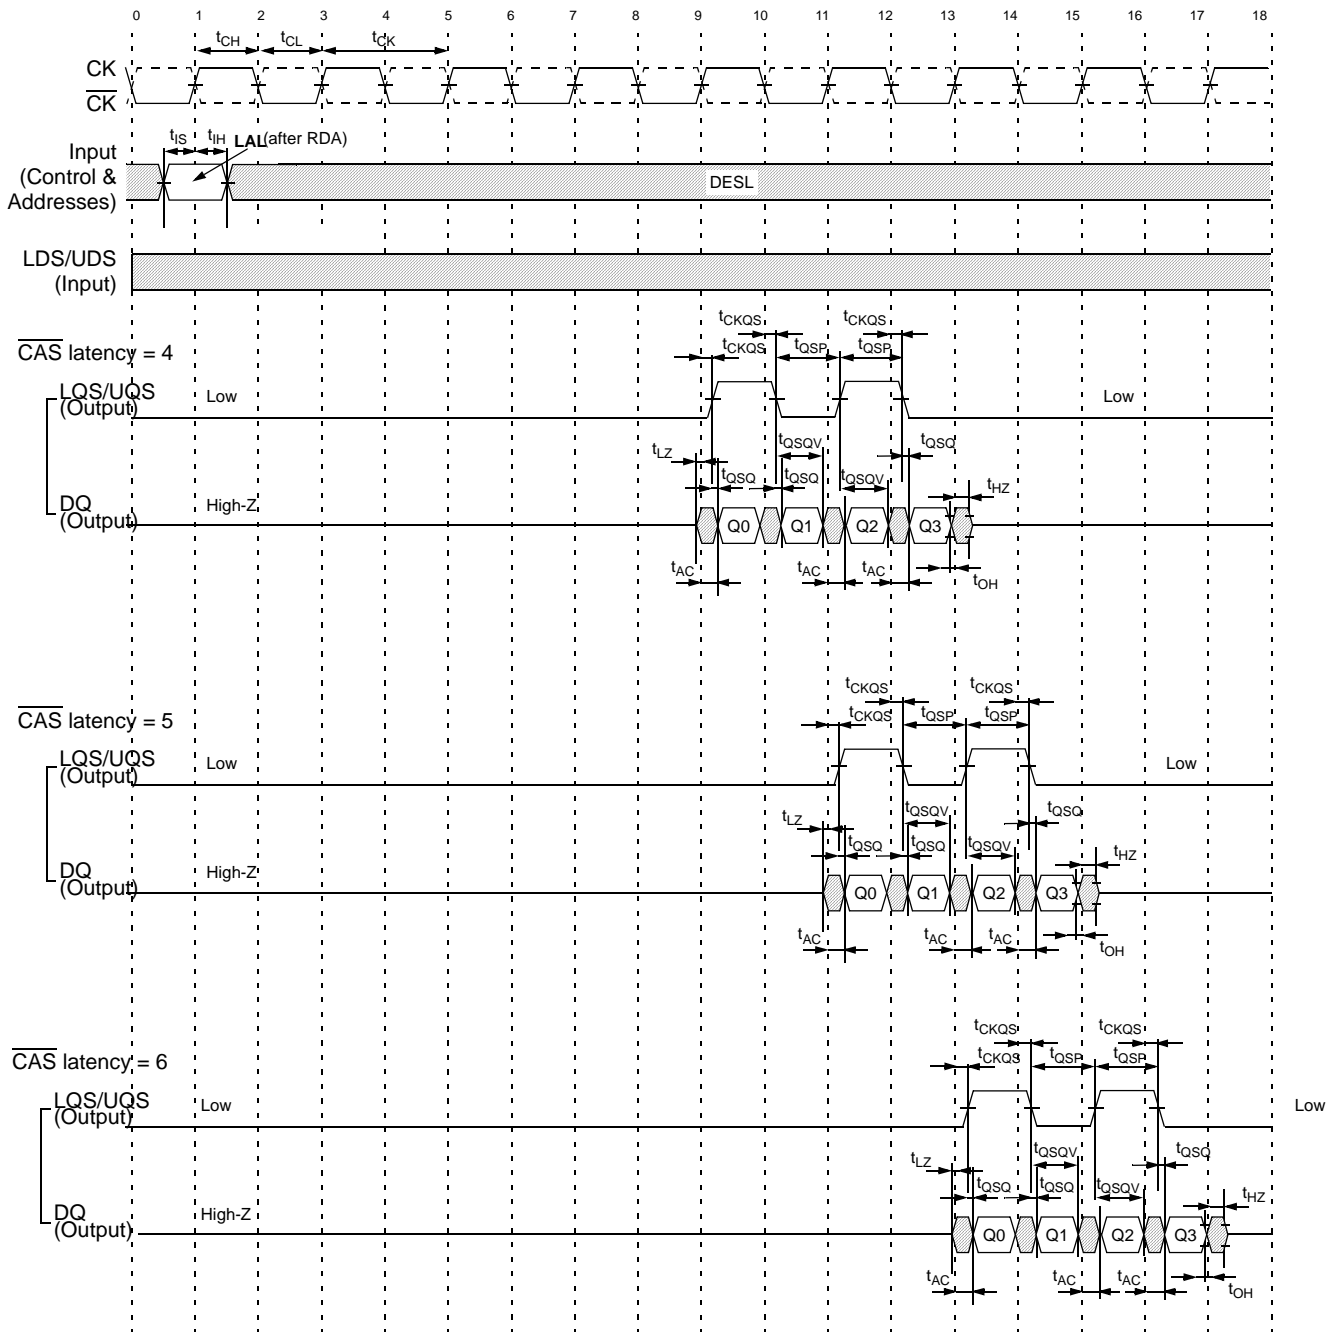 0 1 2 3 4 5 6 7 8 9 10 11 12 13 14 15 16 17 18
tCH tCL tCK
CK
CK
tIS tIH LAL (after RDA)
Input
(Control &
Addresses)
DESL
LDS/UDS
(Input)
tCKQS tCKQS
CAS latency = 4
tCKQS tQSP tQSP
LQS/UQS
(Output)
Low Low
tLZ tQSQV tQSQ
tQSQ tQSQ tQSQV tHZ
DQ
(Output)
High-Z
Q0 Q1 Q2 Q3
tAC tAC tAC tOH
tCKQS tCKQS
CAS latency = 5
tCKQS tQSP tQSP
LQS/UQS
(Output)
Low Low
tLZ tQSQV tQSQ
tQSQ tQSQ tQSQV tHZ
DQ
(Output)
High-Z
Q0 Q1 Q2 Q3
tAC tAC tAC tOH
tCKQS tCKQS
CAS latency = 6
tCKQS tQSP tQSP
LQS/UQS
(Output)
Low Low
tLZ tQSQV tQSQ
tQSQ tQSQ tQSQV tHZ
DQ
(Output)
High-Z
Q0 Q1 Q2 Q3
tAC tAC tAC tOH